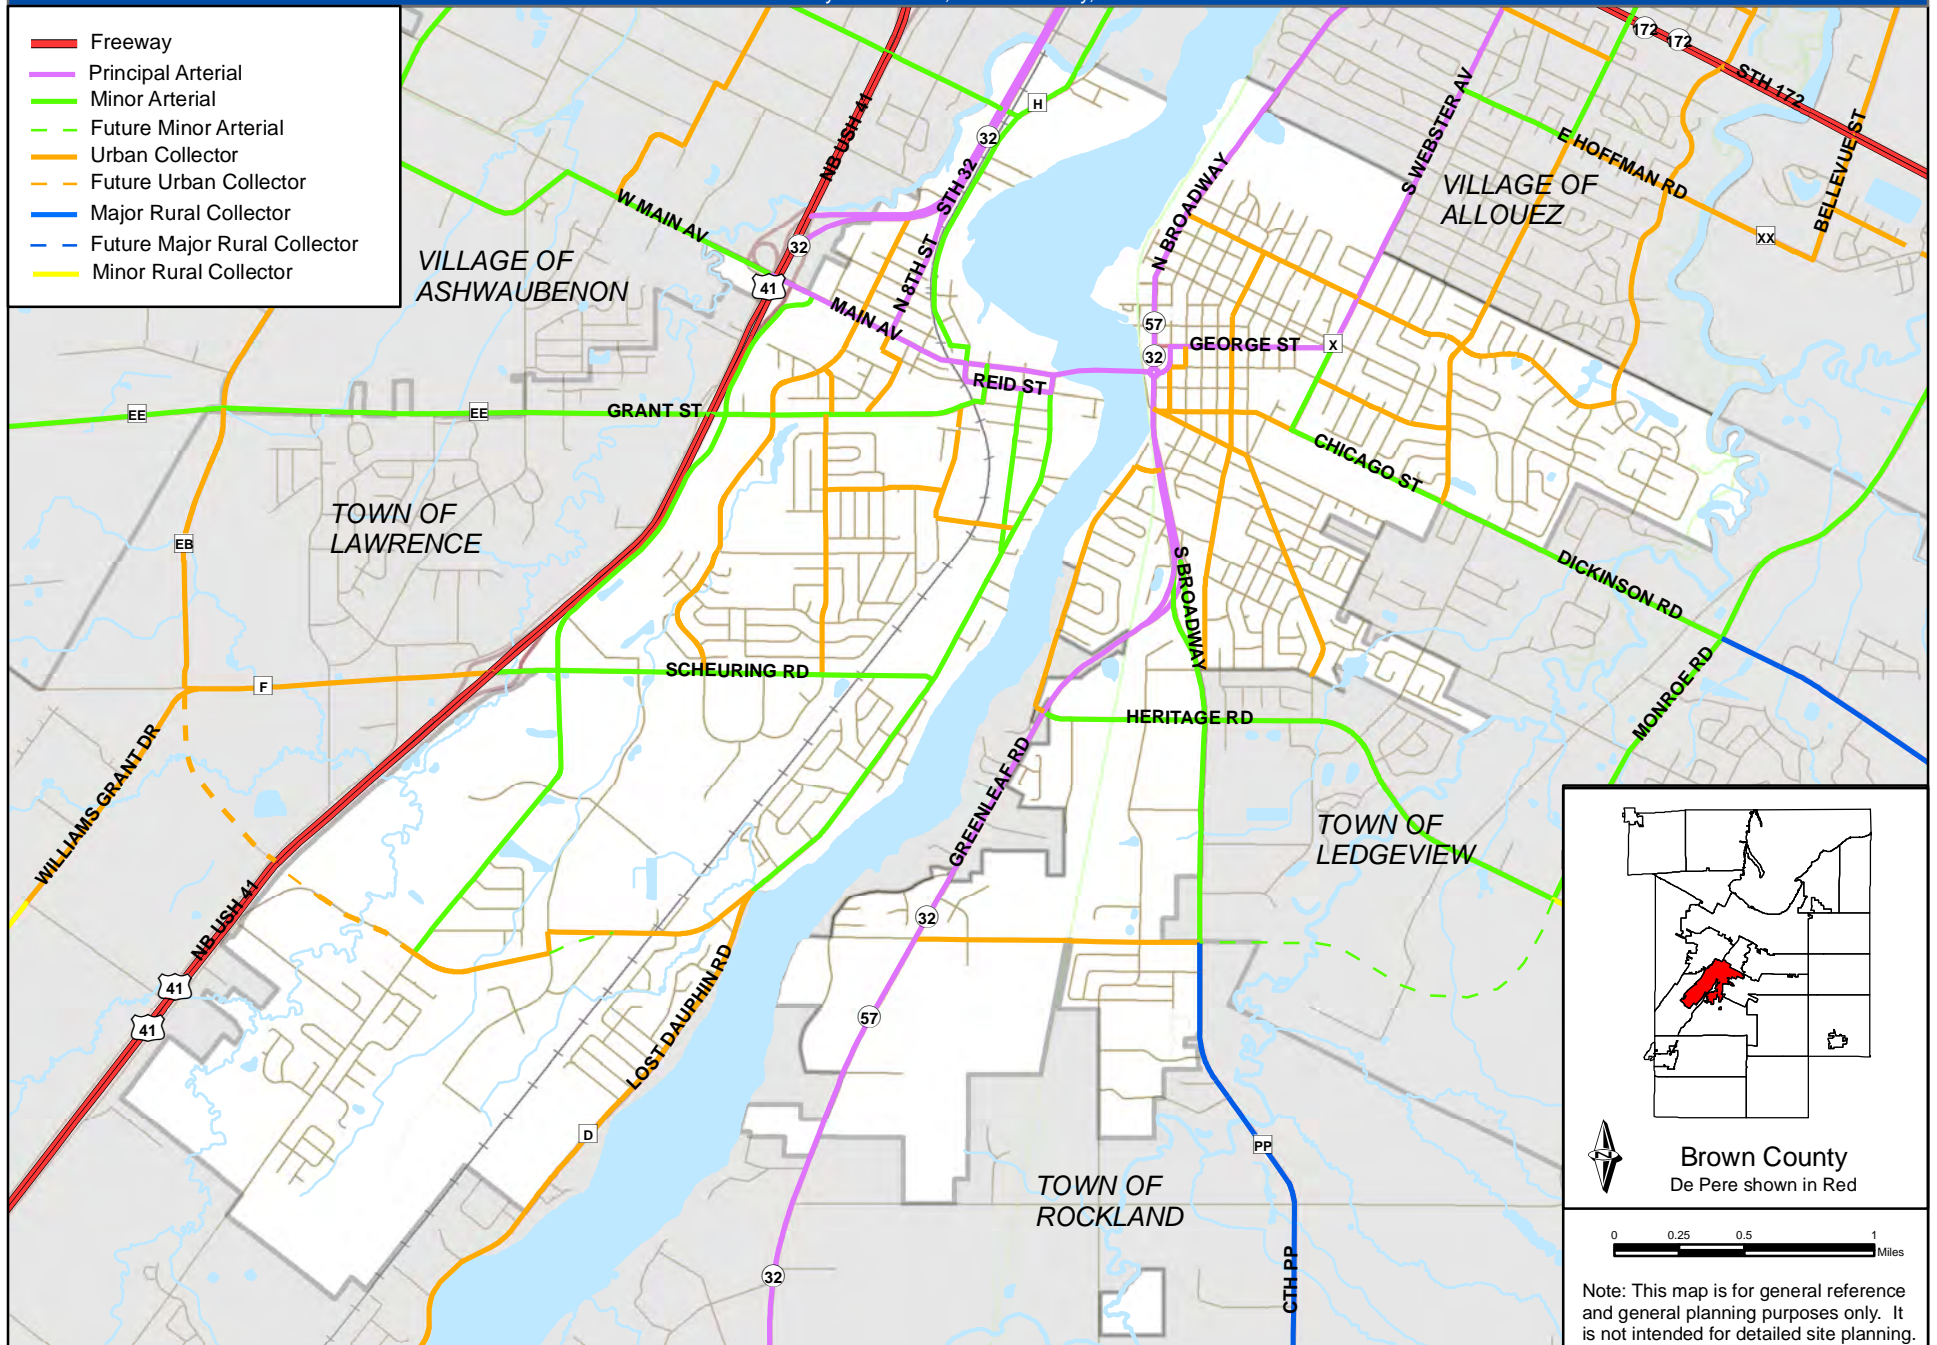 Freeway
Principal Arterial
Minor Arterial
Future Minor Arterial
Urban Collector
Future Urban Collector
Major Rural Collector
Future Major Rural Collector
Minor Rural Collector
172
172
STH 172
H
32
NB USH 41
STH 32
S WEBSTER AV
E HOFFMAN RD
BELLEVUE ST
VILLAGE OF
ALLOUEZ
XX
W MAIN AV
N 8TH ST
N BROADWAY
VILLAGE OF
ASHWAUBENON
32
41
MAIN AV
57
32
GEORGE ST
X
REID ST
EE
EE
GRANT ST
CHICAGO ST
TOWN OF
LAWRENCE
EB
S BROADWAY
DICKINSON RD
F
SCHEURING RD
HERITAGE RD
MONROE RD
WILLIAMS GRANT DR
GREENLEAF RD
TOWN OF
LEDGEVIEW
NB USH 41
32
41
41
57
LOST DAUPHIN RD
D
PP
TOWN OF
ROCKLAND
32
CTH PP
N
Brown County
De Pere shown in Red
0 0.25 0.5 1
Miles
Note: This map is for general reference
and general planning purposes only. It
is not intended for detailed site planning.